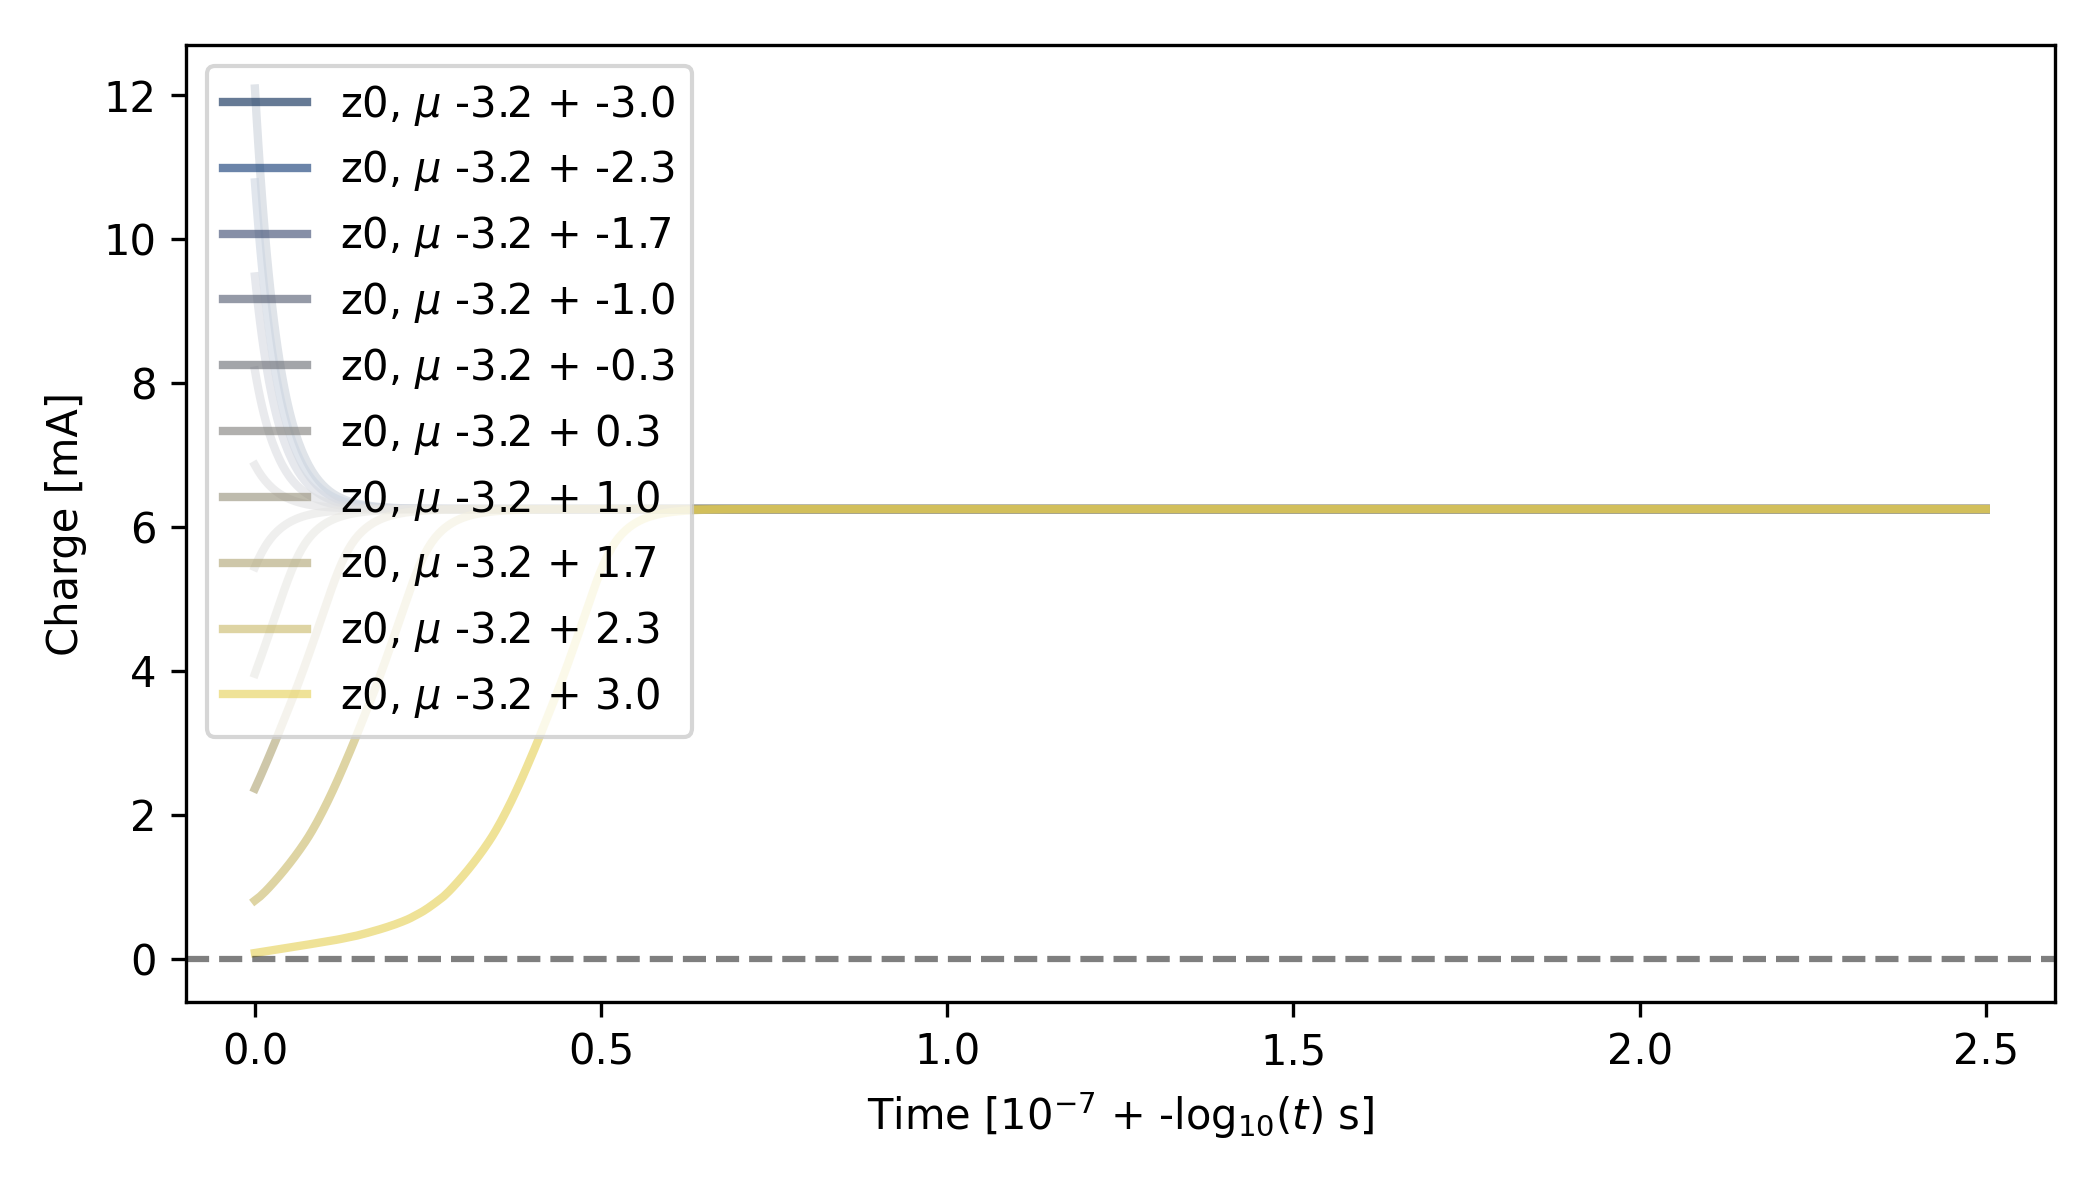 12
10
8
6
4
2
0
Charge [mA]
z0, μ -3.2 + -3.0
z0, μ -3.2 + -2.3
z0, μ -3.2 + -1.7
z0, μ -3.2 + -1.0
z0, μ -3.2 + -0.3
z0, μ -3.2 + 0.3
z0, μ -3.2 + 1.0
z0, μ -3.2 + 1.7
z0, μ -3.2 + 2.3
z0, μ -3.2 + 3.0
0.0 0.5 1.0 1.5 2.0 2.5
Time [10⁻⁷ + -log₁₀(t) s]